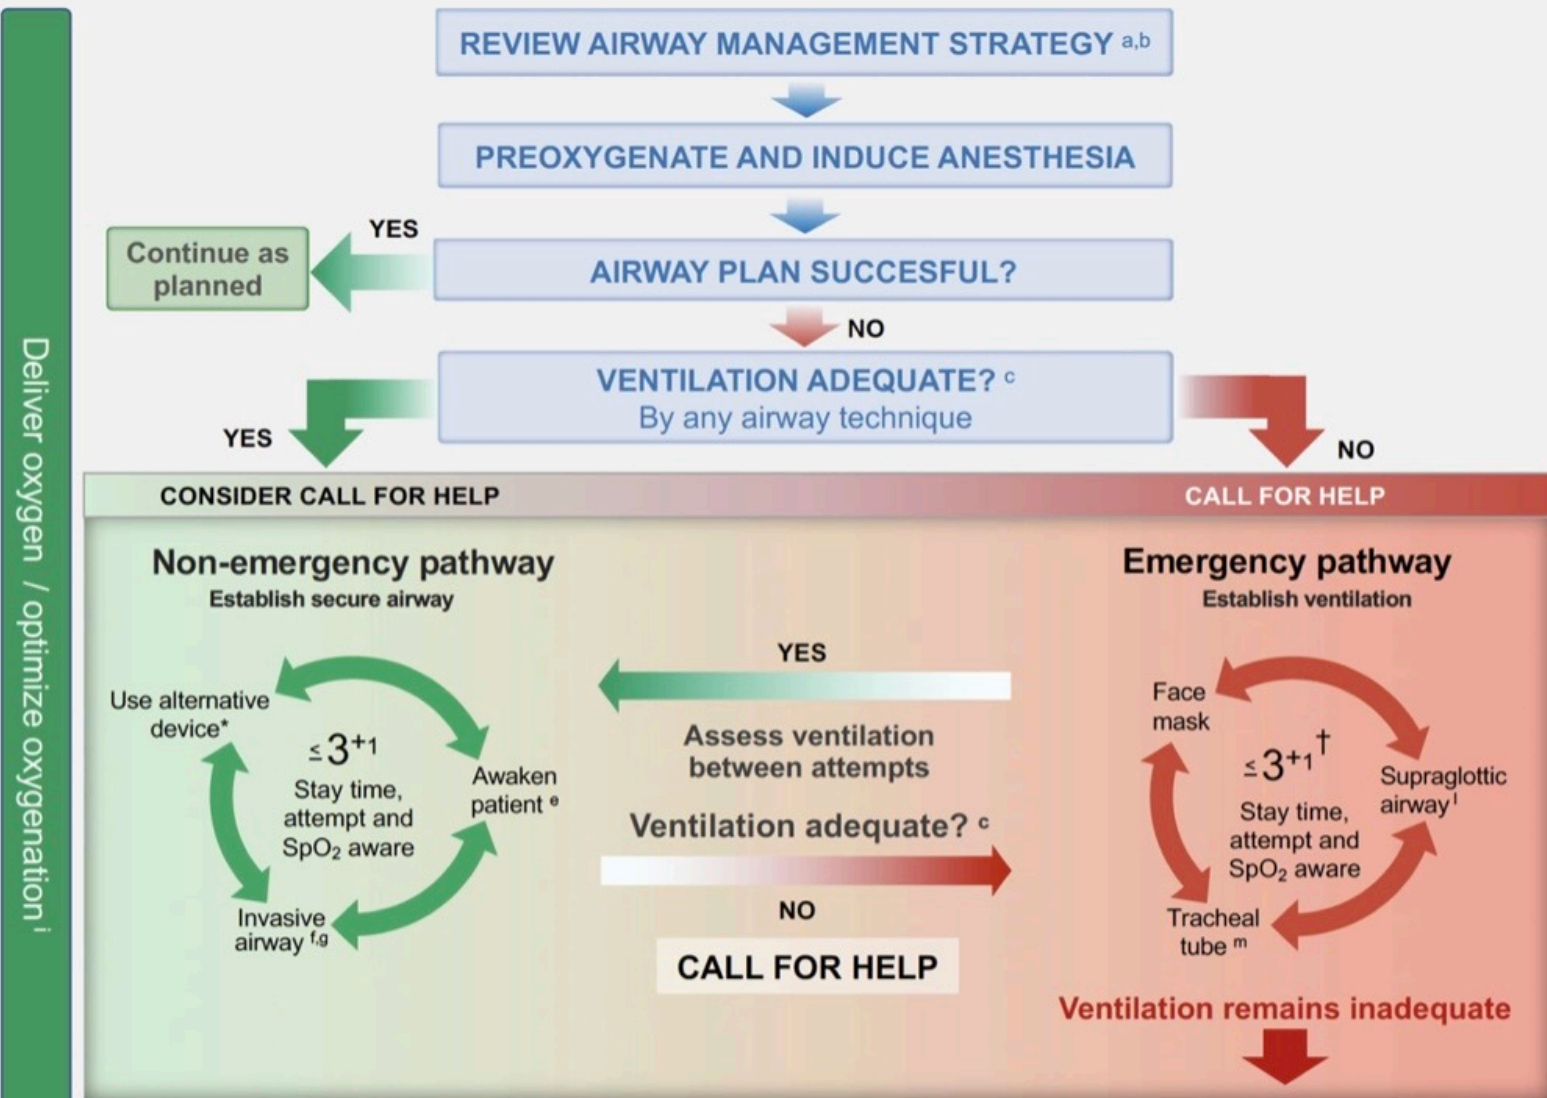 Deliver oxygen / optimize oxygenation i
REVIEW AIRWAY MANAGEMENT STRATEGY a,b
PREOXYGENATE AND INDUCE ANESTHESIA
AIRWAY PLAN SUCCESFUL?
YES
Continue as
planned
NO
VENTILATION ADEQUATE? c
By any airway technique
YES
NO
CONSIDER CALL FOR HELP
CALL FOR HELP
Non-emergency pathway
Establish secure airway
Use alternative
device*
≤3+1
Stay time,
attempt and
SpO2 aware
Awaken
patient e
Invasive
airway f,g
YES
Assess ventilation
between attempts
Ventilation adequate? c
NO
CALL FOR HELP
Emergency pathway
Establish ventilation
Face
mask
≤3+1†
Stay time,
attempt and
SpO2 aware
Supraglottic
airway l
Tracheal
tube m
Ventilation remains inadequate